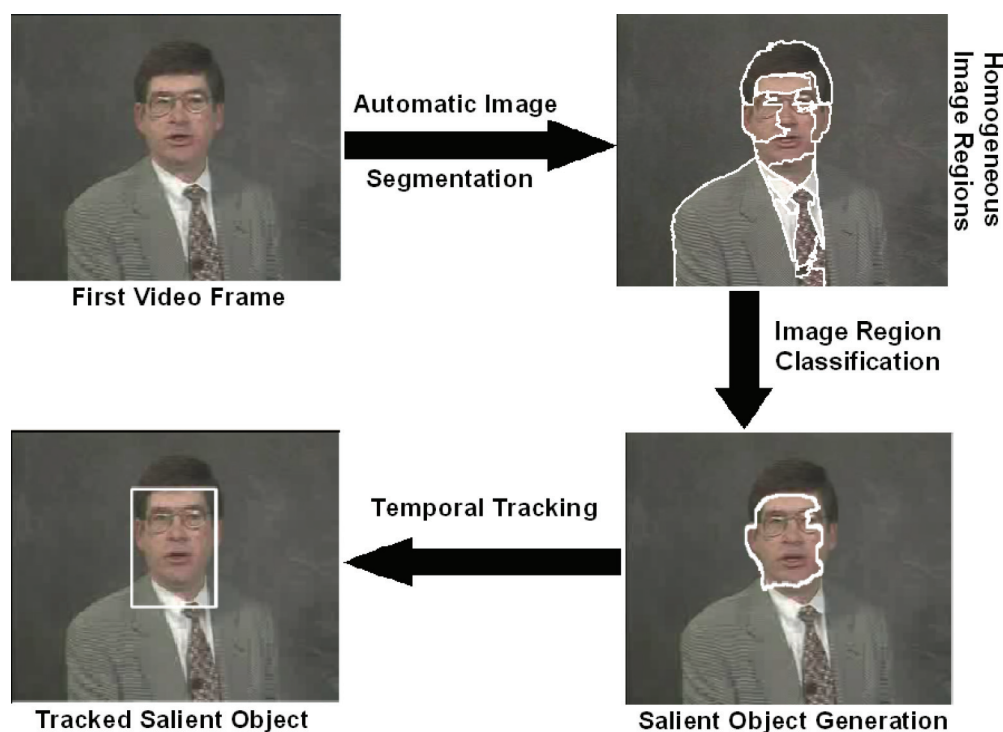 Automatic Image
Segmentation
First Video Frame
Homogeneous
Image Regions
Image Region
Classification
Temporal Tracking
Tracked Salient Object
Salient Object Generation